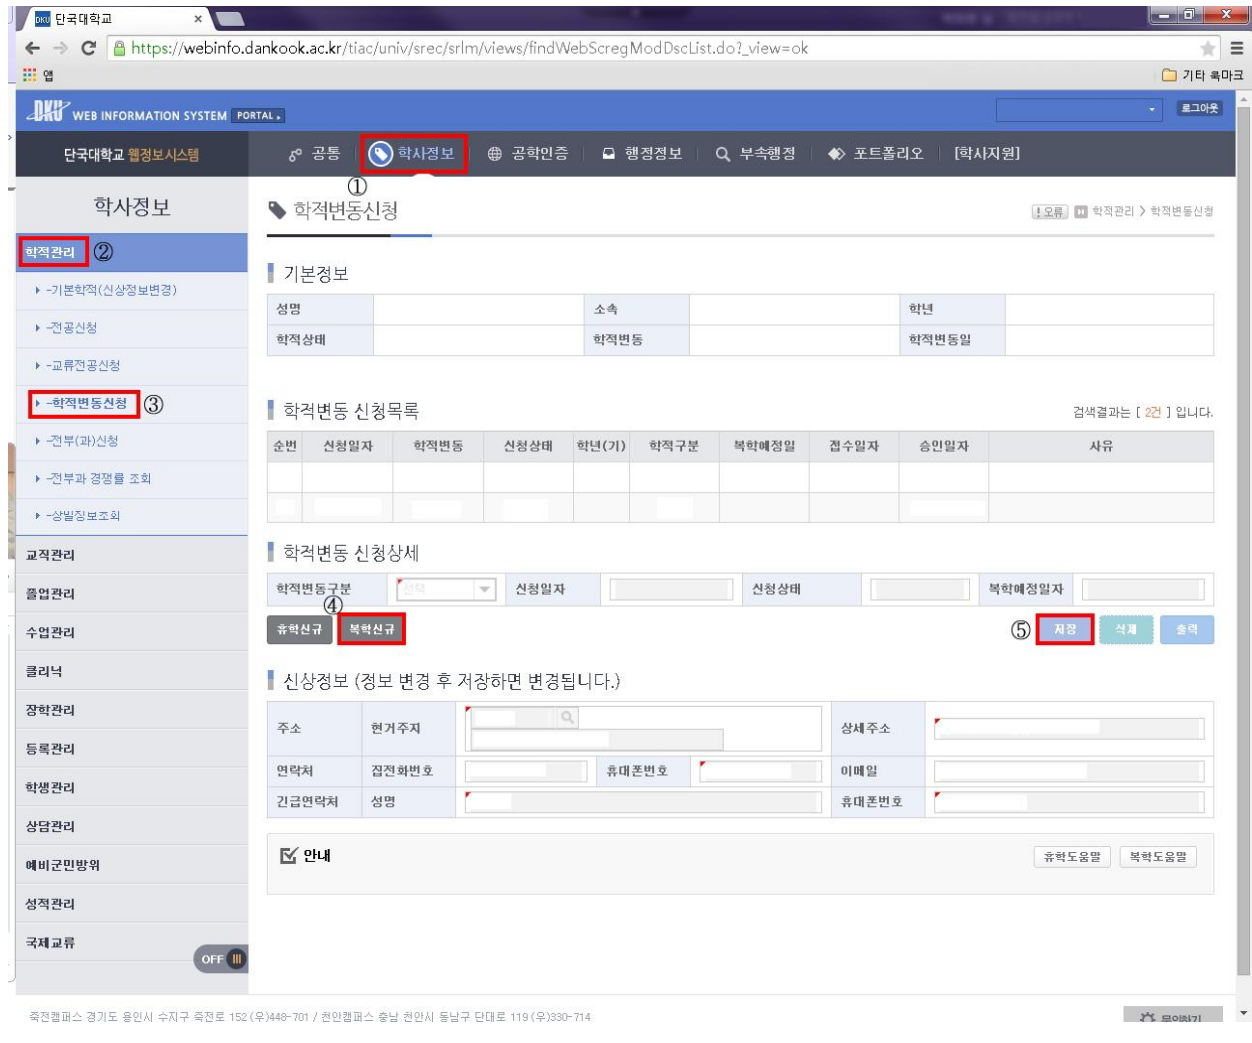 DKU 단국대학교 ×
https://webinfo.dankook.ac.kr/tiac/univ/srec/srlm/views/findWebScregModDscList.do?_view=ok
앱
기타 북마크
DKU WEB INFORMATION SYSTEM PORTAL
로그아웃
단국대학교 웹정보시스템
공통 학사정보 공학인증 행정정보 부속행정 포트폴리오 [학사지원]
①
학사정보
학적변동신청
! 오류 학적관리 > 학적변동신청
학적관리 ②
-기본학적(신상정보변경)
-전공신청
-교류전공신청
-학적변동신청 ③
-전부(과)신청
-전부과 경쟁률 조회
-상벌정보조회
교직관리
졸업관리
수업관리
클리닉
장학관리
등록관리
학생관리
상담관리
예비군민방위
성적관리
국제교류
OFF
기본정보
성명 소속 학년
학적상태 학적변동 학적변동일
학적변동 신청목록
검색결과는 [ 2건 ] 입니다.
순번 신청일자 학적변동 신청상태 학년(기) 학적구분 복학예정일 접수일자 승인일자 사유
학적변동 신청상세
학적변동구분 선택 신청일자 신청상태 복학예정일자
④
휴학신규 복학신규 ⑤ 저장 삭제 출력
신상정보 (정보 변경 후 저장하면 변경됩니다.)
주소 현거주지 상세주소
연락처 집전화번호 휴대폰번호 이메일
긴급연락처 성명 휴대폰번호
안내
휴학도움말 복학도움말
죽전캠퍼스 경기도 용인시 수지구 죽전로 152 (우)448-701 / 천안캠퍼스 충남 천안시 동남구 단대로 119 (우)330-714
문의하기